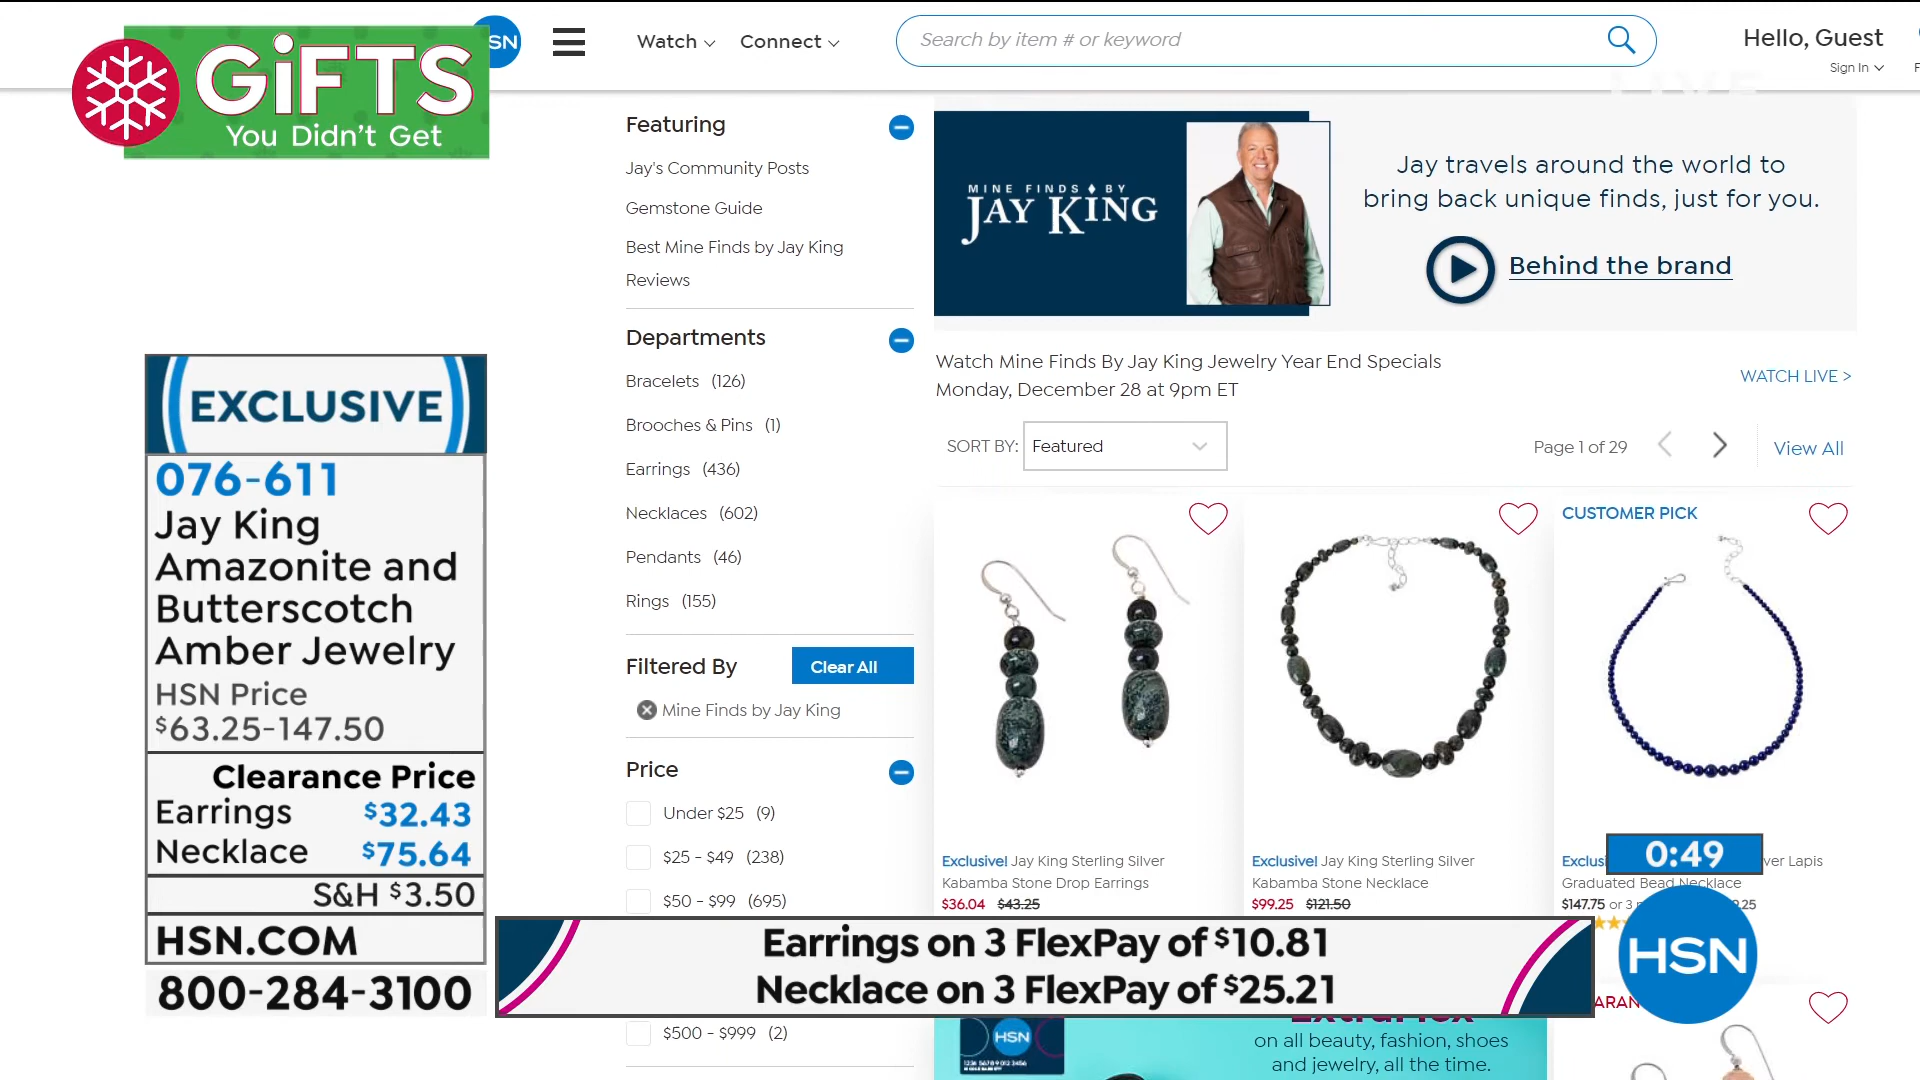 GiFTS
You Didn't Get
SN
Watch
Connect
Search by item # or keyword
Hello, Guest
Sign In
LIVE
Featuring
Jay's Community Posts
Gemstone Guide
Best Mine Finds by Jay King
Reviews
Departments
Bracelets (126)
Brooches & Pins (1)
Earrings (436)
Necklaces (602)
Pendants (46)
Rings (155)
Filtered By
Clear All
Mine Finds by Jay King
Price
Under $25 (9)
$25 - $49 (238)
$50 - $99 (695)
$500 - $999 (2)
MINE FINDS BY
JAY KING
Jay travels around the world to
bring back unique finds, just for you.
Behind the brand
Watch Mine Finds By Jay King Jewelry Year End Specials
Monday, December 28 at 9pm ET
WATCH LIVE >
SORT BY: Featured
Page 1 of 29
View All
CUSTOMER PICK
Exclusive! Jay King Sterling Silver
Kabamba Stone Drop Earrings
$36.04 $43.25
Exclusive! Jay King Sterling Silver
Kabamba Stone Necklace
$99.25 $121.50
Exclusi
ver Lapis
Graduated Bead Necklace
$147.75 or 3
9.25
EXCLUSIVE
076-611
Jay King
Amazonite and
Butterscotch
Amber Jewelry
HSN Price
$63.25-147.50
Clearance Price
Earrings $32.43
Necklace $75.64
S&H $3.50
HSN.COM
800-284-3100
Earrings on 3 FlexPay of $10.81
Necklace on 3 FlexPay of $25.21
0:49
HSN
ARAN
HSN
ExtraFlex
on all beauty, fashion, shoes
and jewelry, all the time.